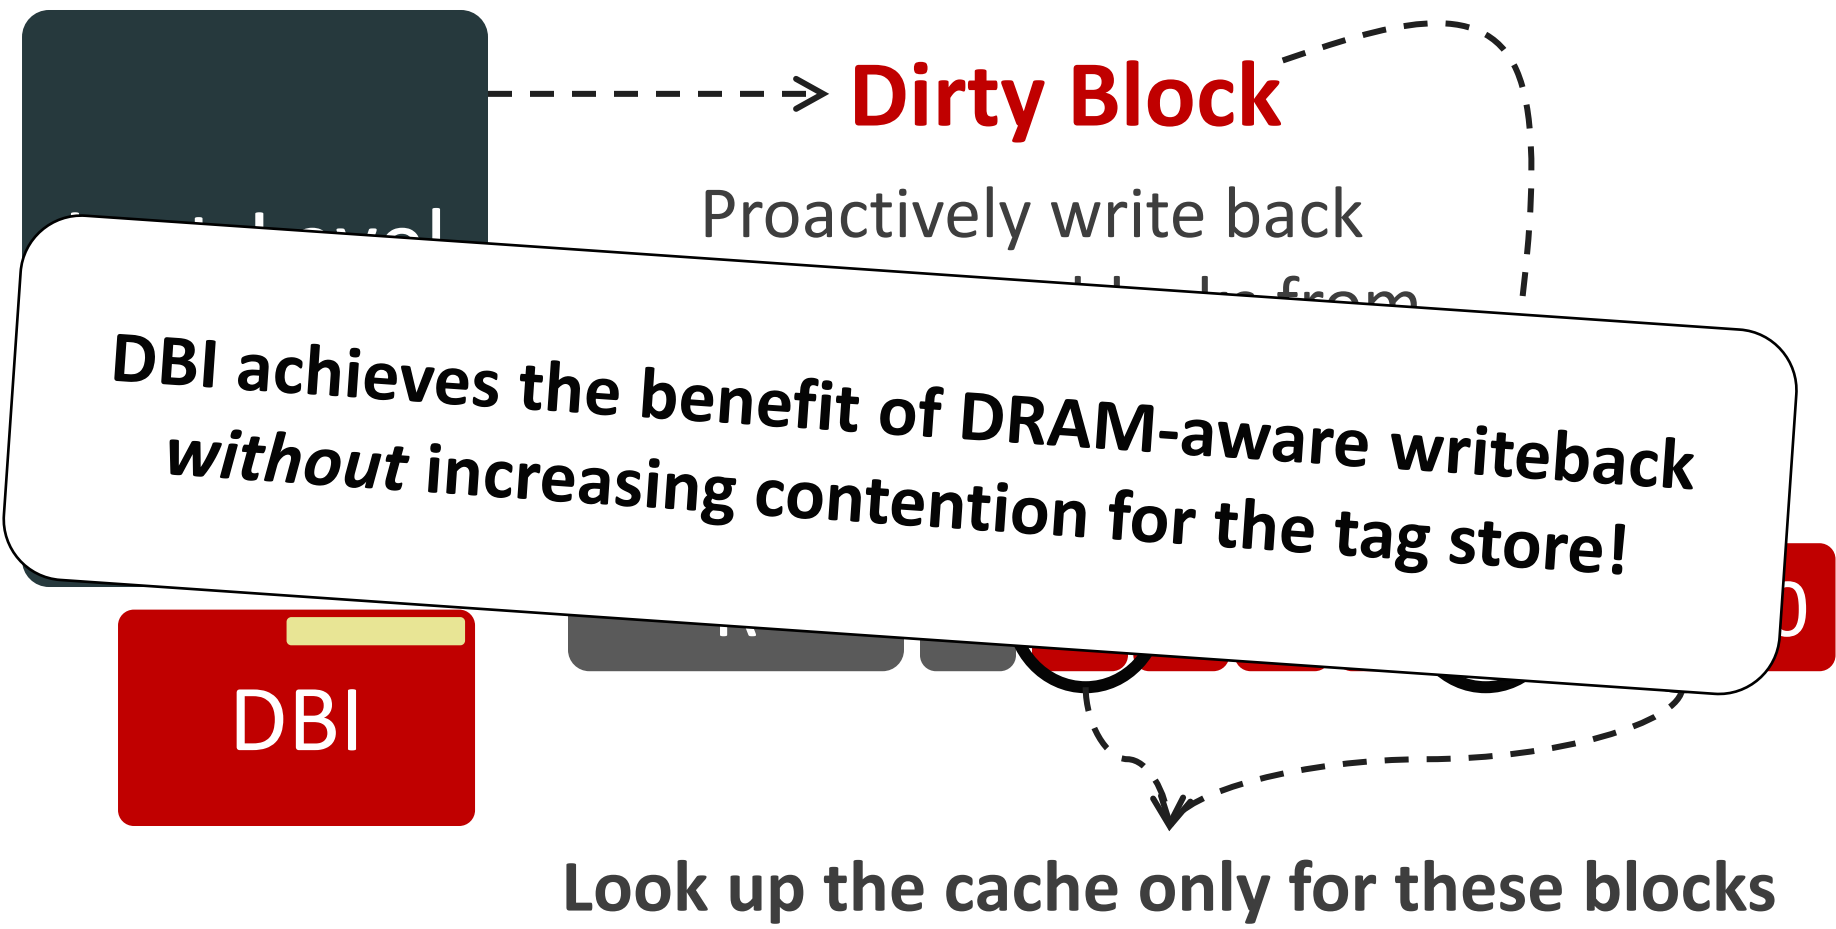 Dirty Block
Proactively write back
from
DBI achieves the benefit of DRAM-aware writeback
without increasing contention for the tag store!
DBI
Look up the cache only for these blocks